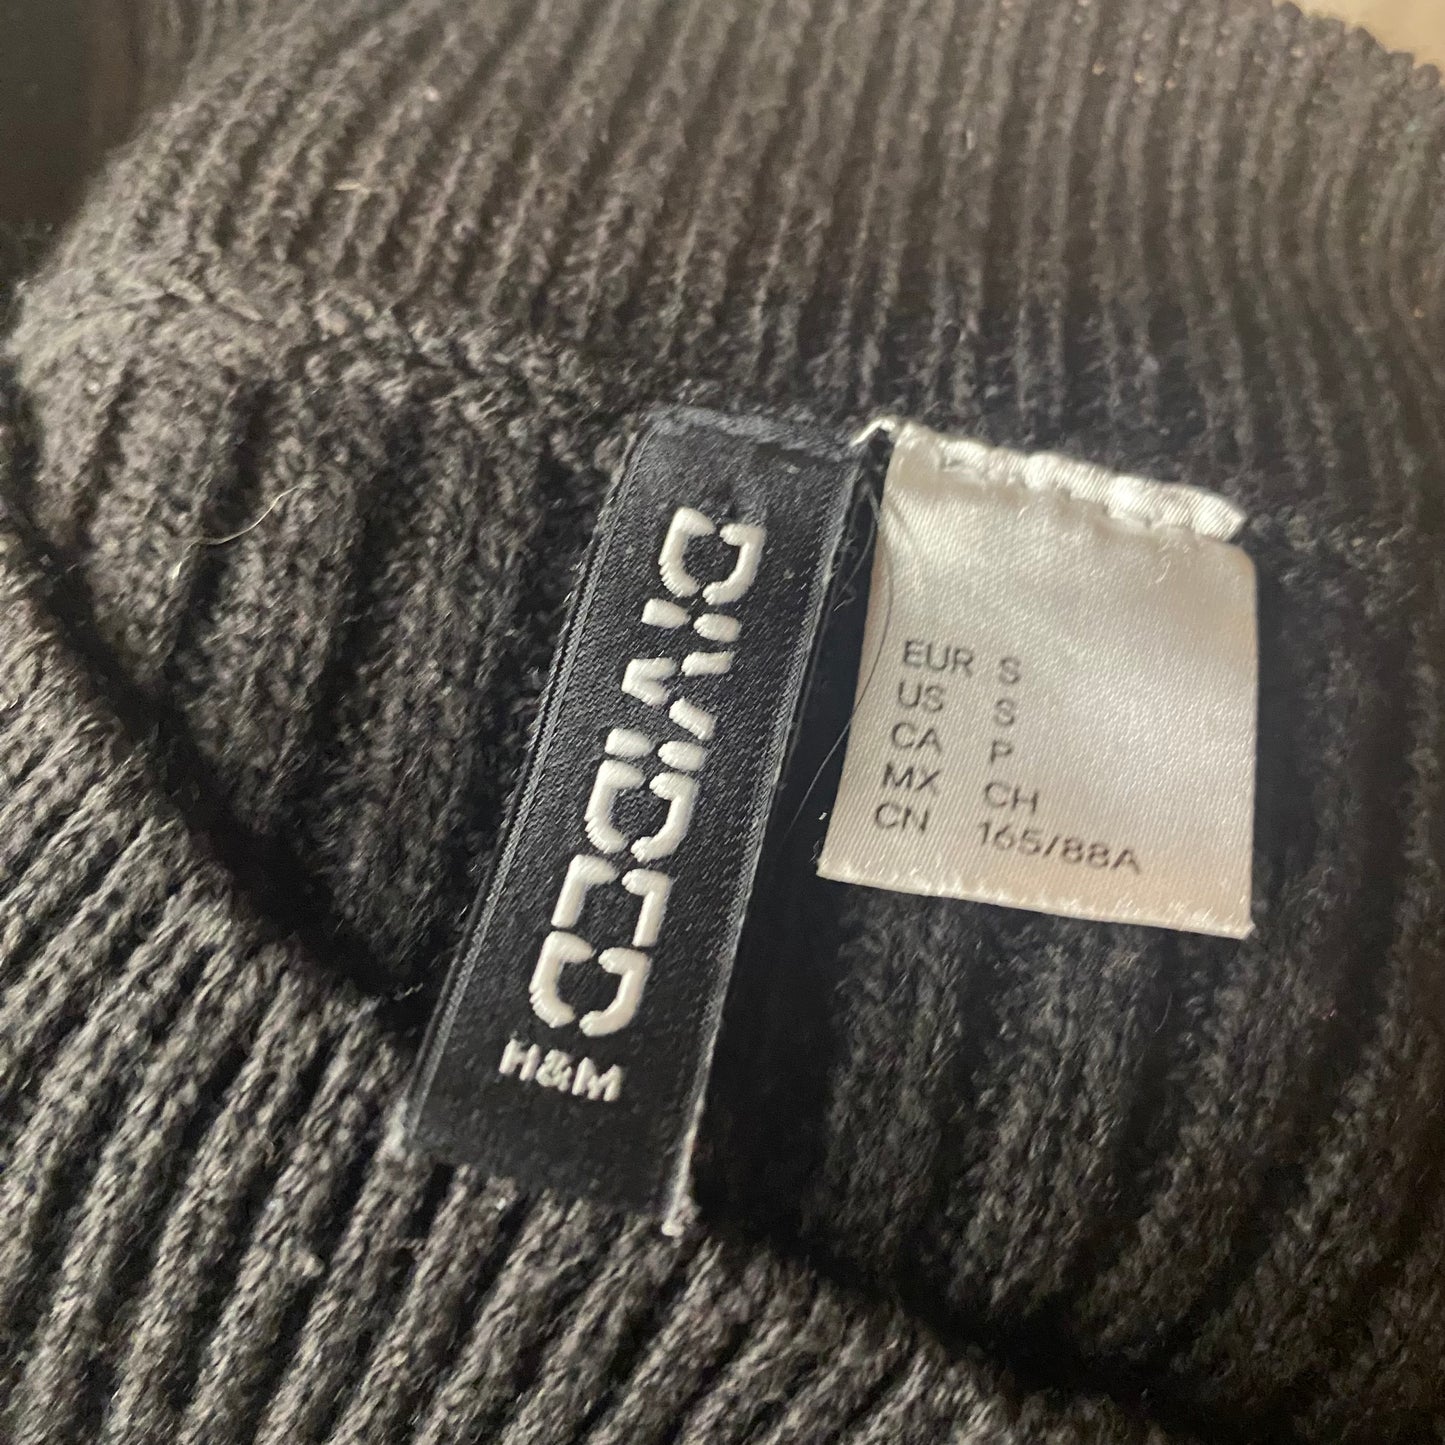 DIVIDED
H&M
EUR S
US S
CA P
MX CH
CN 165/88A